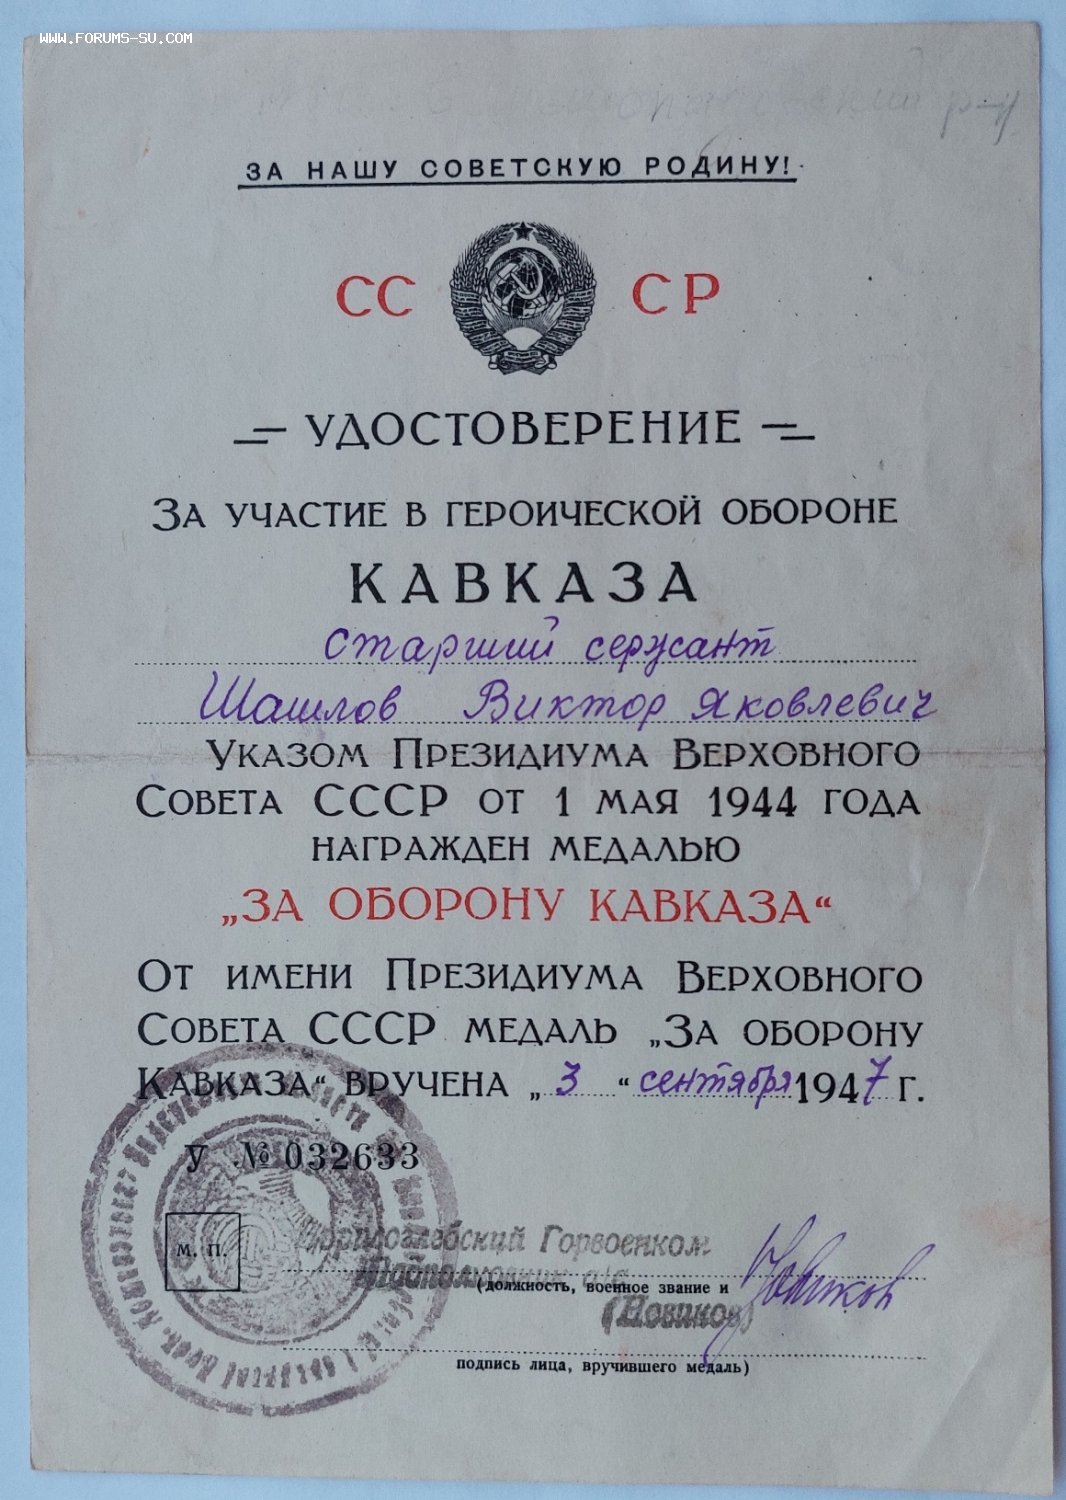 WWW.FORUMS-SU.COM
р-н
ЗА НАШУ СОВЕТСКУЮ РОДИНУ!
СС СР
УДОСТОВЕРЕНИЕ
ЗА УЧАСТИЕ В ГЕРОИЧЕСКОЙ ОБОРОНЕ
КАВКАЗА
старший сержант
Шашлов Виктор Яковлевич
УКАЗОМ ПРЕЗИДИУМА ВЕРХОВНОГО
СОВЕТА СССР ОТ 1 МАЯ 1944 ГОДА
НАГРАЖДЕН МЕДАЛЬЮ
„ЗА ОБОРОНУ КАВКАЗА“
ОТ ИМЕНИ ПРЕЗИДИУМА ВЕРХОВНОГО
СОВЕТА СССР МЕДАЛЬ „ЗА ОБОРОНУ
КАВКАЗА“ ВРУЧЕНА „3“ сентября 1947 Г.
У № 032633
М. П.
Горвоенком
(должность, военное звание и
(Новиков)
подпись лица, вручившего медаль)